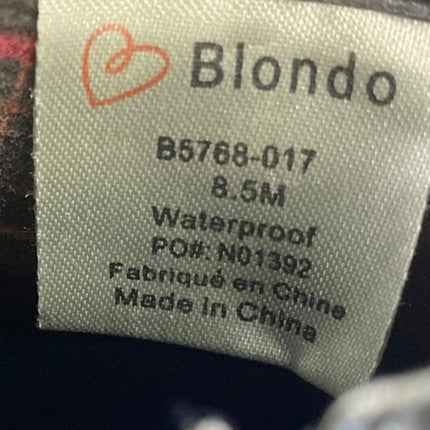 Blondo
B5768-017
8.5M
Waterproof
PO#: N01392
Fabriqué en Chine
Made In China